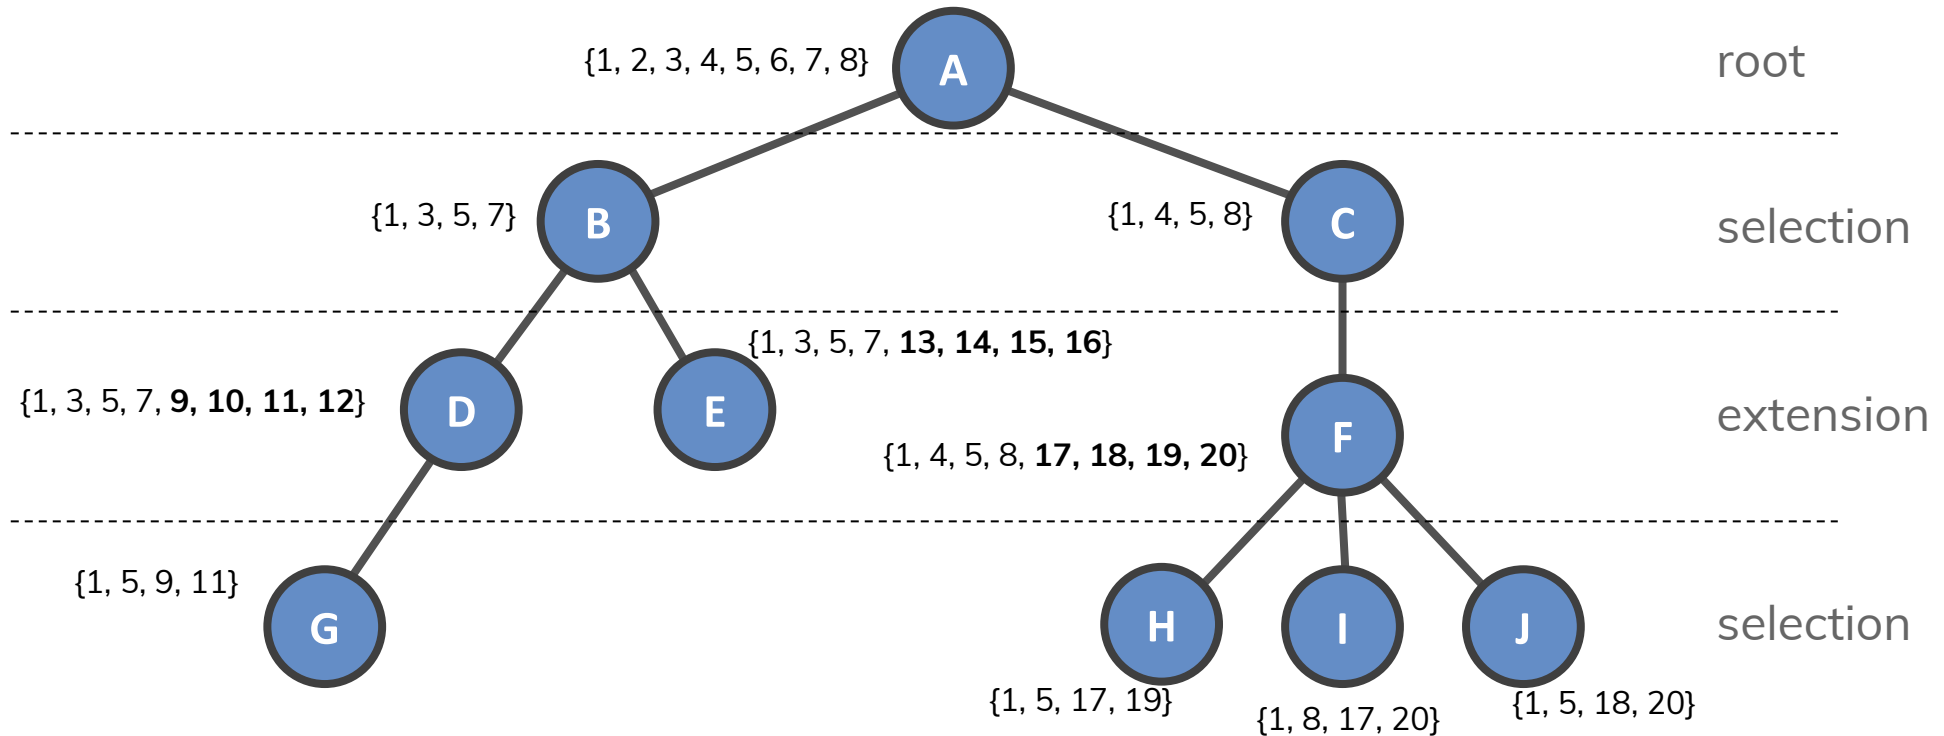 {1, 2, 3, 4, 5, 6, 7, 8}
A
root
{1, 3, 5, 7}
B
{1, 4, 5, 8}
C
selection
{1, 3, 5, 7, 13, 14, 15, 16}
{1, 3, 5, 7, 9, 10, 11, 12}
D
E
{1, 4, 5, 8, 17, 18, 19, 20}
F
extension
{1, 5, 9, 11}
G
H
I
J
selection
{1, 5, 17, 19}
{1, 8, 17, 20}
{1, 5, 18, 20}